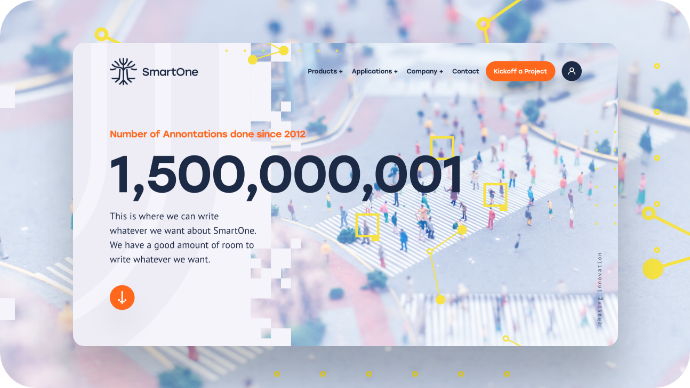 SmartOne
Products + Applications + Company + Contact Kickoff a Project
Number of Annontations done since 2012
1,500,000,001
This is where we can write
whatever we want about SmartOne.
We have a good amount of room to
write whatever we want.
innovation